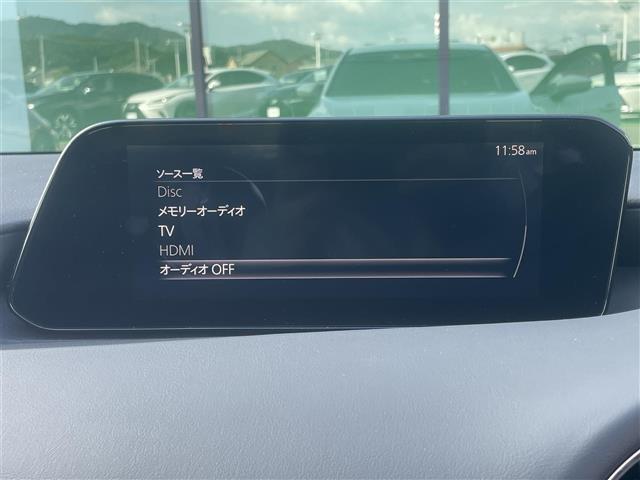 11:58am
ソース一覧
Disc
メモリーオーディオ
TV
HDMI
オーディオ OFF